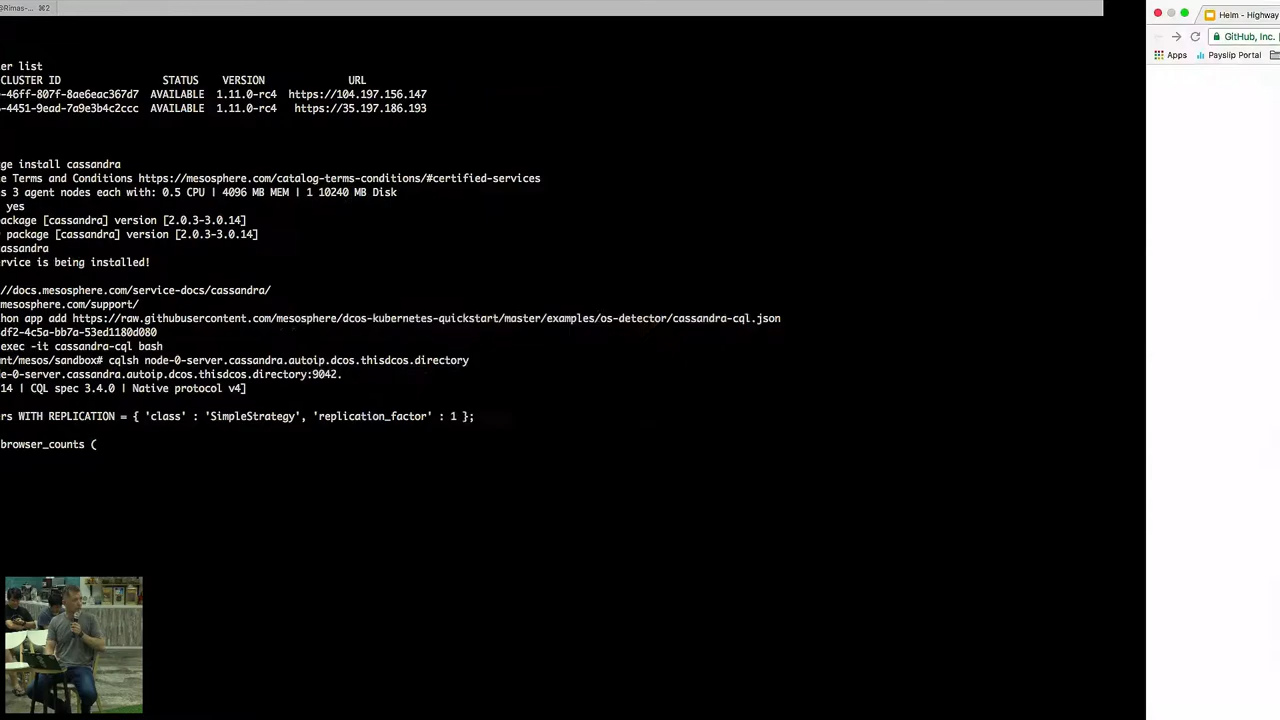 @Rimas-... ⌘2
er list
CLUSTER ID STATUS VERSION URL
-46ff-807f-8ae6eac367d7 AVAILABLE 1.11.0-rc4 https://104.197.156.147
-4451-9ead-7a9e3b4c2ccc AVAILABLE 1.11.0-rc4 https://35.197.186.193
ge install cassandra
e Terms and Conditions https://mesosphere.com/catalog-terms-conditions/#certified-services
s 3 agent nodes each with: 0.5 CPU | 4096 MB MEM | 1 10240 MB Disk
yes
package [cassandra] version [2.0.3-3.0.14]
package [cassandra] version [2.0.3-3.0.14]
cassandra
rvice is being installed!
//docs.mesosphere.com/service-docs/cassandra/
mesosphere.com/support/
hon app add https://raw.githubusercontent.com/mesosphere/dcos-kubernetes-quickstart/master/examples/os-detector/cassandra-cql.json
df2-4c5a-bb7a-53ed1180d080
exec -it cassandra-cql bash
nt/mesos/sandbox# cqlsh node-0-server.cassandra.autoip.dcos.thisdcos.directory
e-0-server.cassandra.autoip.dcos.thisdcos.directory:9042.
14 | CQL spec 3.4.0 | Native protocol v4]
rs WITH REPLICATION = { 'class' : 'SimpleStrategy', 'replication_factor' : 1 };
browser_counts (
Helm - Highway
GitHub, Inc.
Apps Payslip Portal